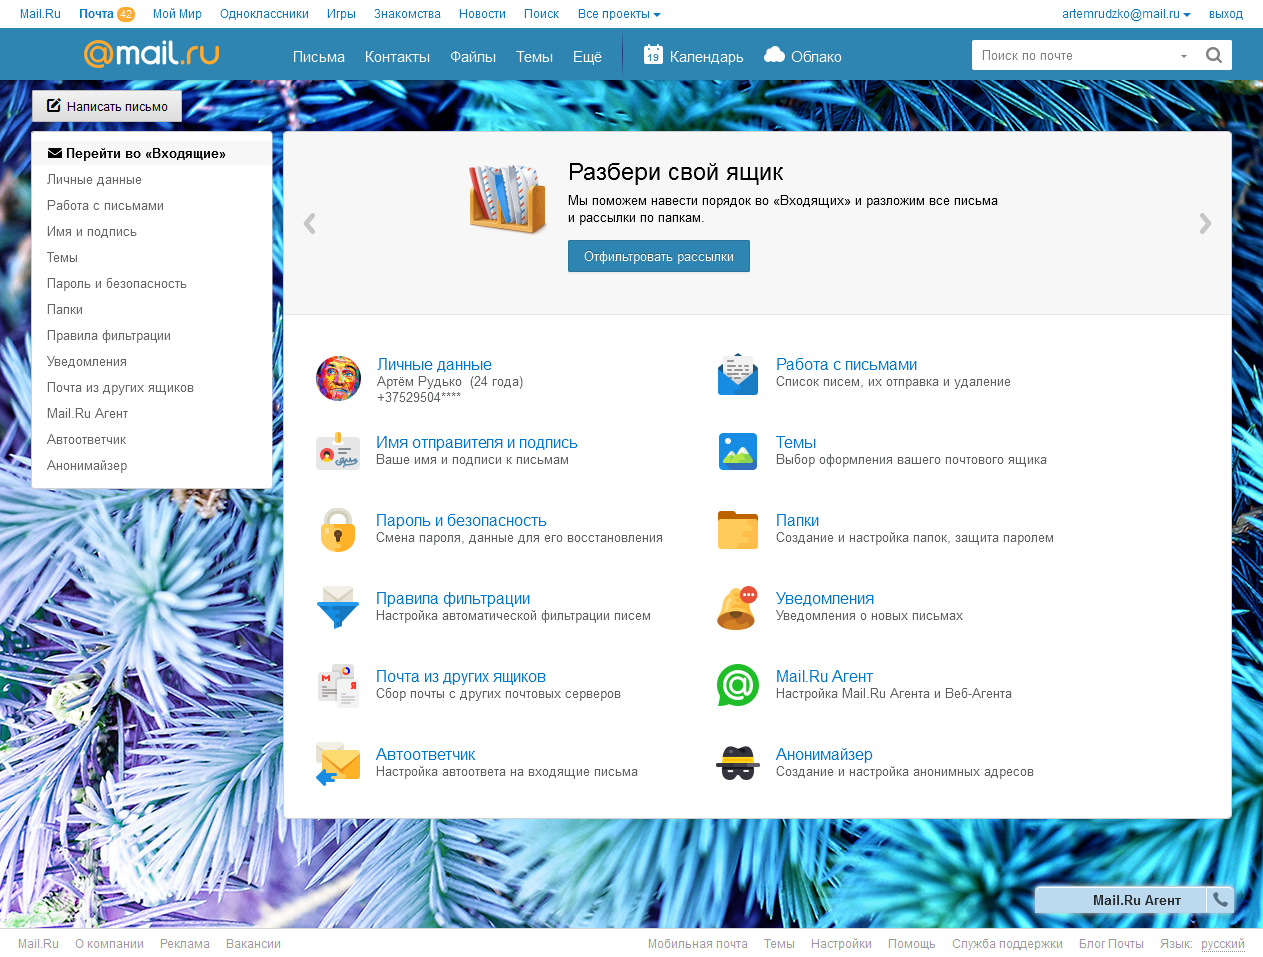 Mail.Ru Почта 42 Мой Мир Одноклассники Игры Знакомства Новости Поиск Все проекты artemrudzko@mail.ru выход
@mail.ru Письма Контакты Файлы Темы Ещё 19 Календарь Облако Поиск по почте
Написать письмо
Перейти во «Входящие»
Личные данные
Работа с письмами
Имя и подпись
Темы
Пароль и безопасность
Папки
Правила фильтрации
Уведомления
Почта из других ящиков
Mail.Ru Агент
Автоответчик
Анонимайзер
Разбери свой ящик
Мы поможем навести порядок во «Входящих» и разложим все письма
и рассылки по папкам.
Отфильтровать рассылки
Личные данные
Артём Рудько (24 года)
+37529504****
Работа с письмами
Список писем, их отправка и удаление
Имя отправителя и подпись
Ваше имя и подписи к письмам
Темы
Выбор оформления вашего почтового ящика
Пароль и безопасность
Смена пароля, данные для его восстановления
Папки
Создание и настройка папок, защита паролем
Правила фильтрации
Настройка автоматической фильтрации писем
Уведомления
Уведомления о новых письмах
Почта из других ящиков
Сбор почты с других почтовых серверов
Mail.Ru Агент
Настройка Mail.Ru Агента и Веб-Агента
Автоответчик
Настройка автоответа на входящие письма
Анонимайзер
Создание и настройка анонимных адресов
Mail.Ru Агент
Mail.Ru О компании Реклама Вакансии Мобильная почта Темы Настройки Помощь Служба поддержки Блог Почты Язык: русский